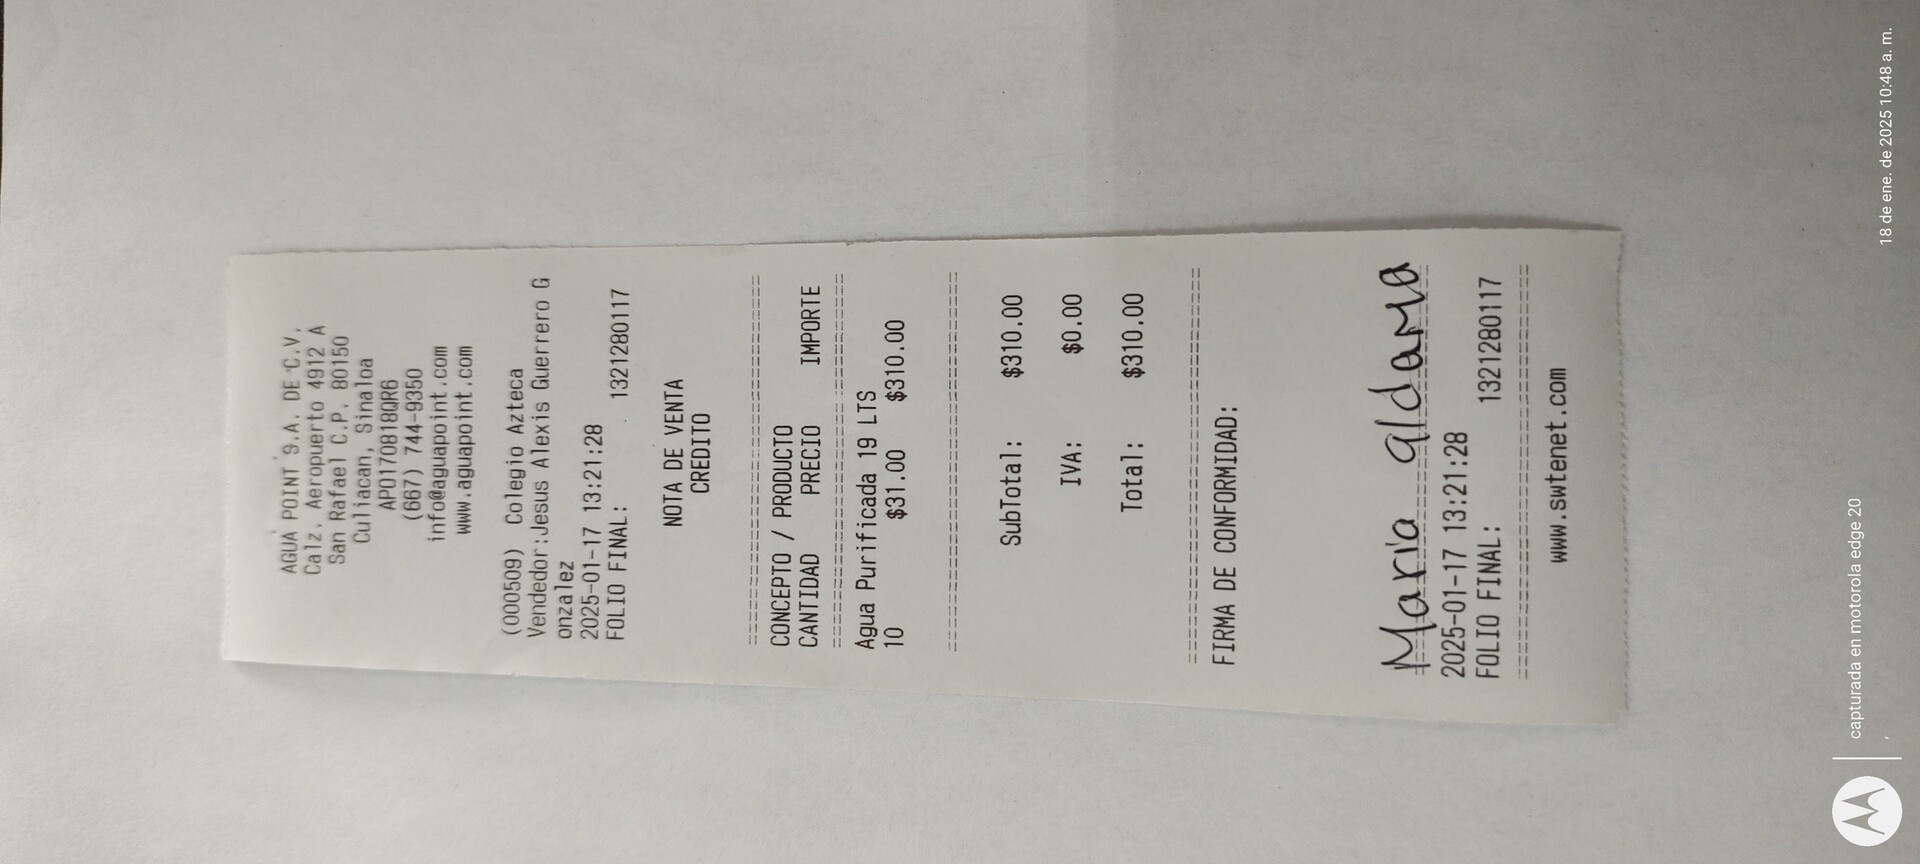 AGUA POINT S.A. DE C.V.
Calz. Aeropuerto 4912 A
San Rafael C.P. 80150
Culiacan, Sinaloa
APO170818QR6
(667) 744-9350
info@aguapoint.com
www.aguapoint.com
(000509) Colegio Azteca
Vendedor:Jesus Alexis Guerrero G
onzalez
2025-01-17 13:21:28
FOLIO FINAL: 1321280117
NOTA DE VENTA
CREDITO
================================
CONCEPTO / PRODUCTO
CANTIDAD PRECIO IMPORTE
================================
Agua Purificada 19 LTS
10 $31.00 $310.00
================================
SubTotal: $310.00
IVA: $0.00
Total: $310.00
================================
FIRMA DE CONFORMIDAD:
Maria aldama
================================
2025-01-17 13:21:28
FOLIO FINAL: 1321280117
================================
www.swtenet.com
capturada en motorola edge 20
,
18 de ene. de 2025 10:48 a. m.